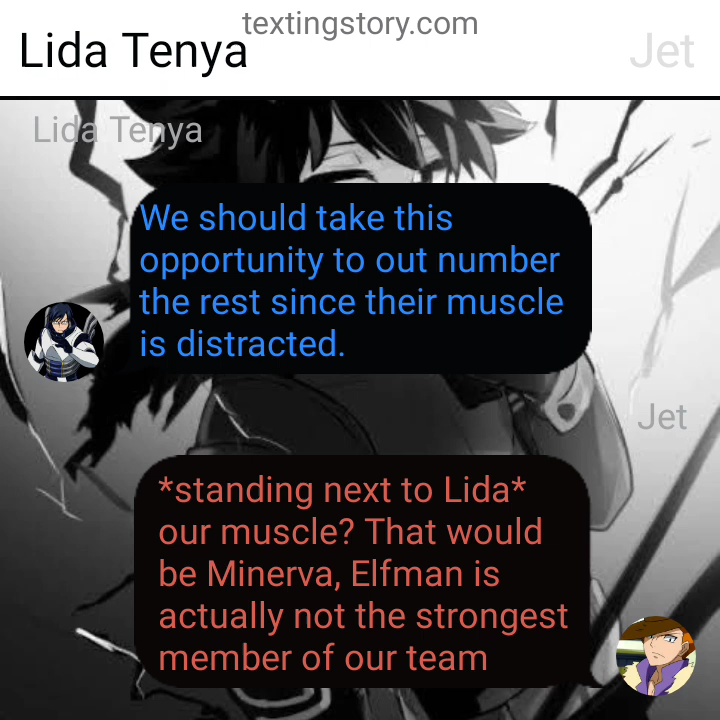 textingstory.com
Lida Tenya
Jet
Lida Tenya
We should take this
opportunity to out number
the rest since their muscle
is distracted.
Jet
*standing next to Lida*
our muscle? That would
be Minerva, Elfman is
actually not the strongest
member of our team